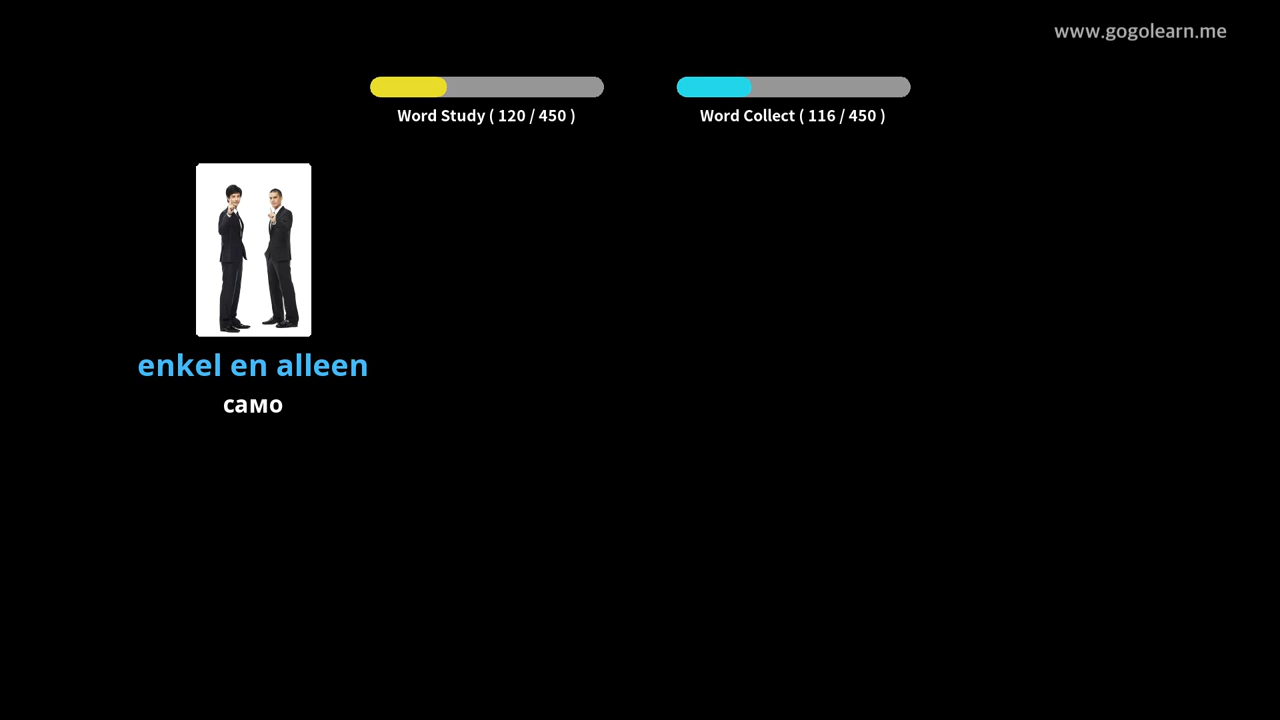 www.gogolearn.me
Word Study ( 120 / 450 )
Word Collect ( 116 / 450 )
enkel en alleen
само